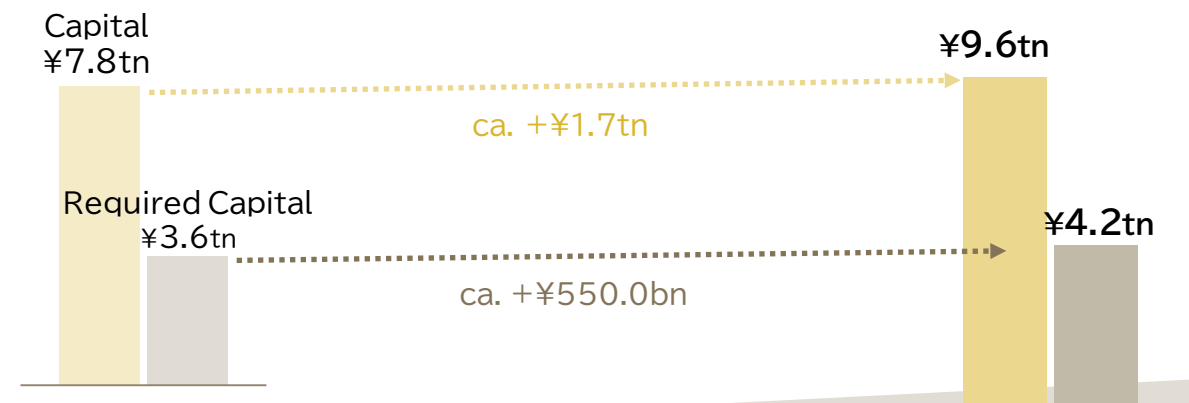 Capital
¥7.8tn
¥9.6tn
ca. +¥1.7tn
Required Capital
¥3.6tn
¥4.2tn
ca. +¥550.0bn